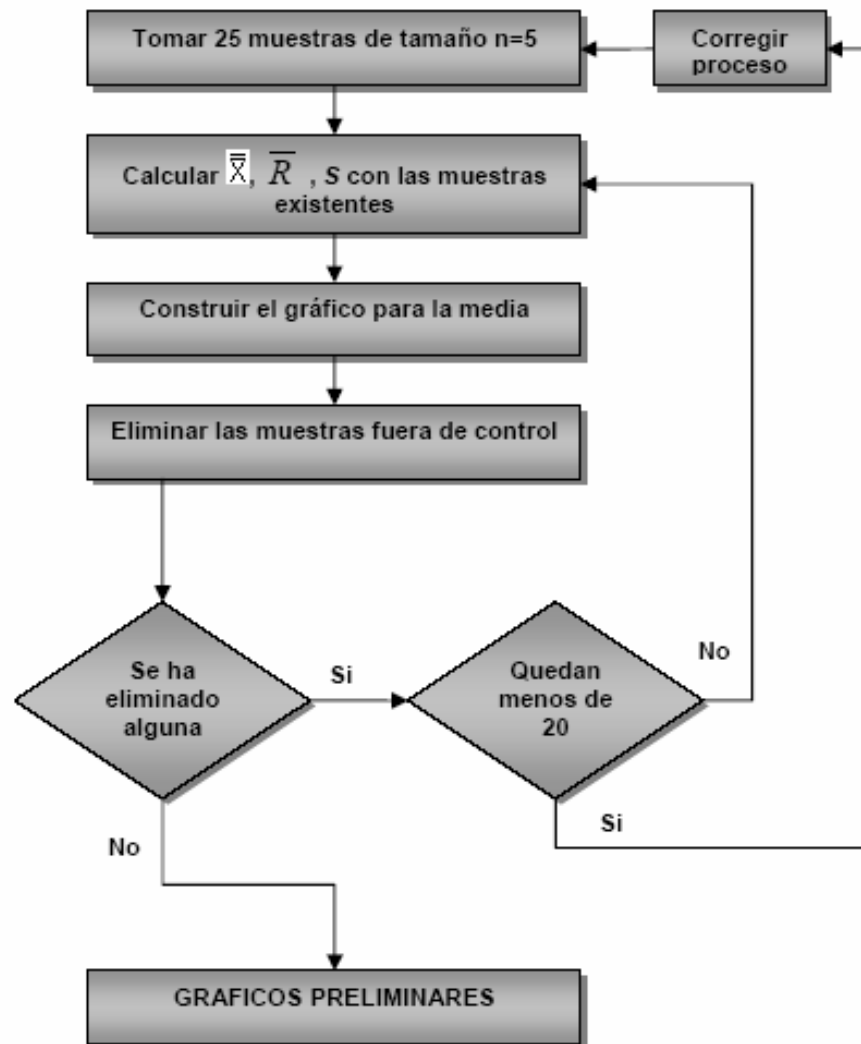 Tomar 25 muestras de tamaño n=5
Corregir
proceso
Calcular X̿, R̅ , S con las muestras
existentes
Construir el gráfico para la media
Eliminar las muestras fuera de control
Se ha
eliminado
alguna
Si
Quedan
menos de
20
No
Si
No
GRAFICOS PRELIMINARES